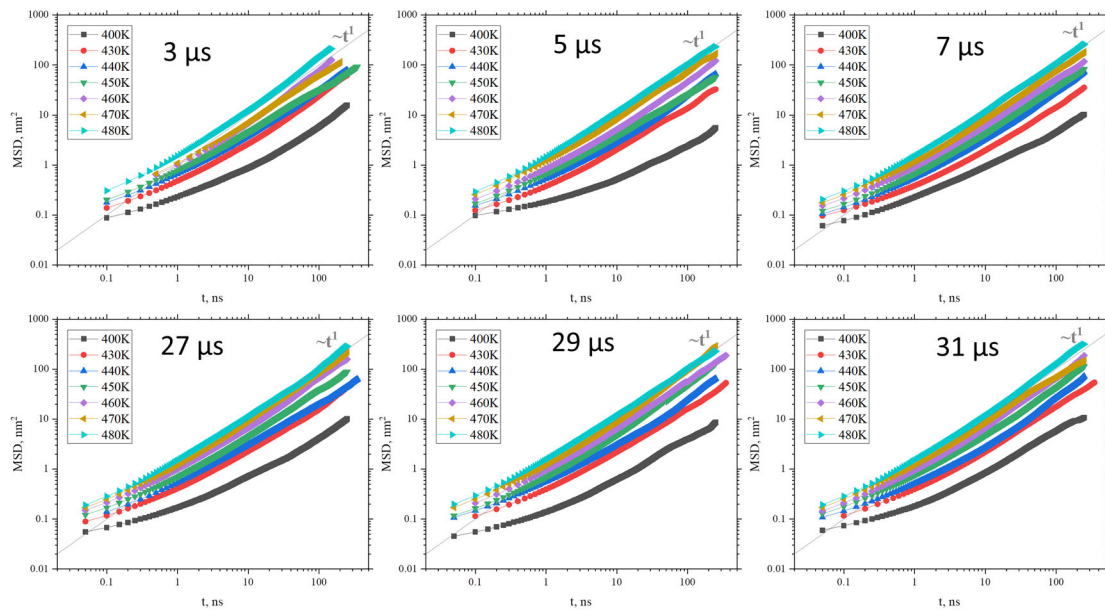 1000
100
10
1
0.1
0.01
MSD, nm²
400K
430K
440K
450K
460K
470K
480K
3 µs
~t¹
0.1
1
10
100
t, ns
1000
100
10
1
0.1
0.01
MSD, nm²
400K
430K
440K
450K
460K
470K
480K
5 µs
~t¹
0.1
1
10
100
t, ns
1000
100
10
1
0.1
0.01
MSD, nm²
400K
430K
440K
450K
460K
470K
480K
7 µs
~t¹
0.1
1
10
100
t, ns
1000
100
10
1
0.1
0.01
MSD, nm²
400K
430K
440K
450K
460K
470K
480K
27 µs
~t¹
0.1
1
10
100
t, ns
1000
100
10
1
0.1
0.01
MSD, nm²
400K
430K
440K
450K
460K
470K
480K
29 µs
~t¹
0.1
1
10
100
t, ns
1000
100
10
1
0.1
0.01
MSD, nm²
400K
430K
440K
450K
460K
470K
480K
31 µs
~t¹
0.1
1
10
100
t, ns